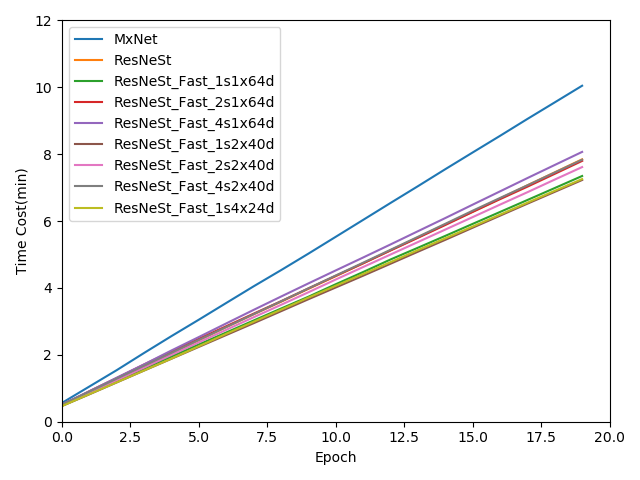 12
10
8
6
4
2
0
Time Cost(min)
MxNet
ResNeSt
ResNeSt_Fast_1s1x64d
ResNeSt_Fast_2s1x64d
ResNeSt_Fast_4s1x64d
ResNeSt_Fast_1s2x40d
ResNeSt_Fast_2s2x40d
ResNeSt_Fast_4s2x40d
ResNeSt_Fast_1s4x24d
0.0 2.5 5.0 7.5 10.0 12.5 15.0 17.5 20.0
Epoch